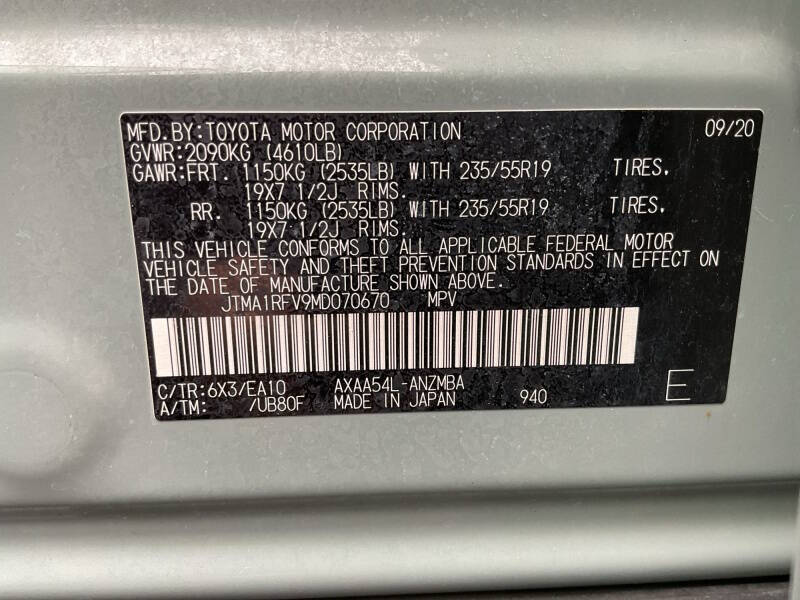 MFD.BY:TOYOTA MOTOR CORPORATION 09/20
GVWR:2090KG (4610LB)
GAWR:FRT. 1150KG (2535LB) WITH 235/55R19 TIRES,
19X7 1/2J RIMS.
RR. 1150KG (2535LB) WITH 235/55R19 TIRES,
19X7 1/2J RIMS.
THIS VEHICLE CONFORMS TO ALL APPLICABLE FEDERAL MOTOR
VEHICLE SAFETY AND THEFT PREVENTION STANDARDS IN EFFECT ON
THE DATE OF MANUFACTURE SHOWN ABOVE.
JTMA1RFV9MD070670 MPV
C/TR:6X3/EA10 AXAA54L-ANZMBA
A/TM: /UB80F MADE IN JAPAN 940 E